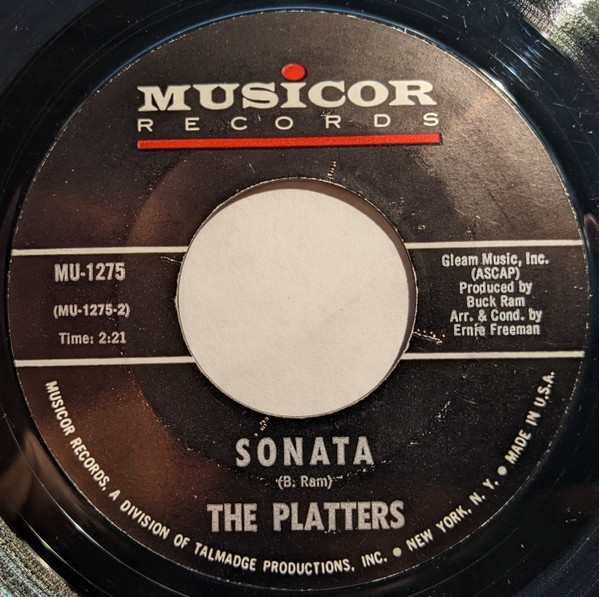 MUSICOR
RECORDS
MU-1275
(MU-1275-2)
Time: 2:21
Gleam Music, Inc.
(ASCAP)
Produced by
Buck Ram
Arr. & Cond. by
Ernie Freeman
SONATA
(B. Ram)
THE PLATTERS
MUSICOR RECORDS, A DIVISION OF TALMADGE PRODUCTIONS, INC. ● NEW YORK, N. Y. ● MADE IN U.S.A.